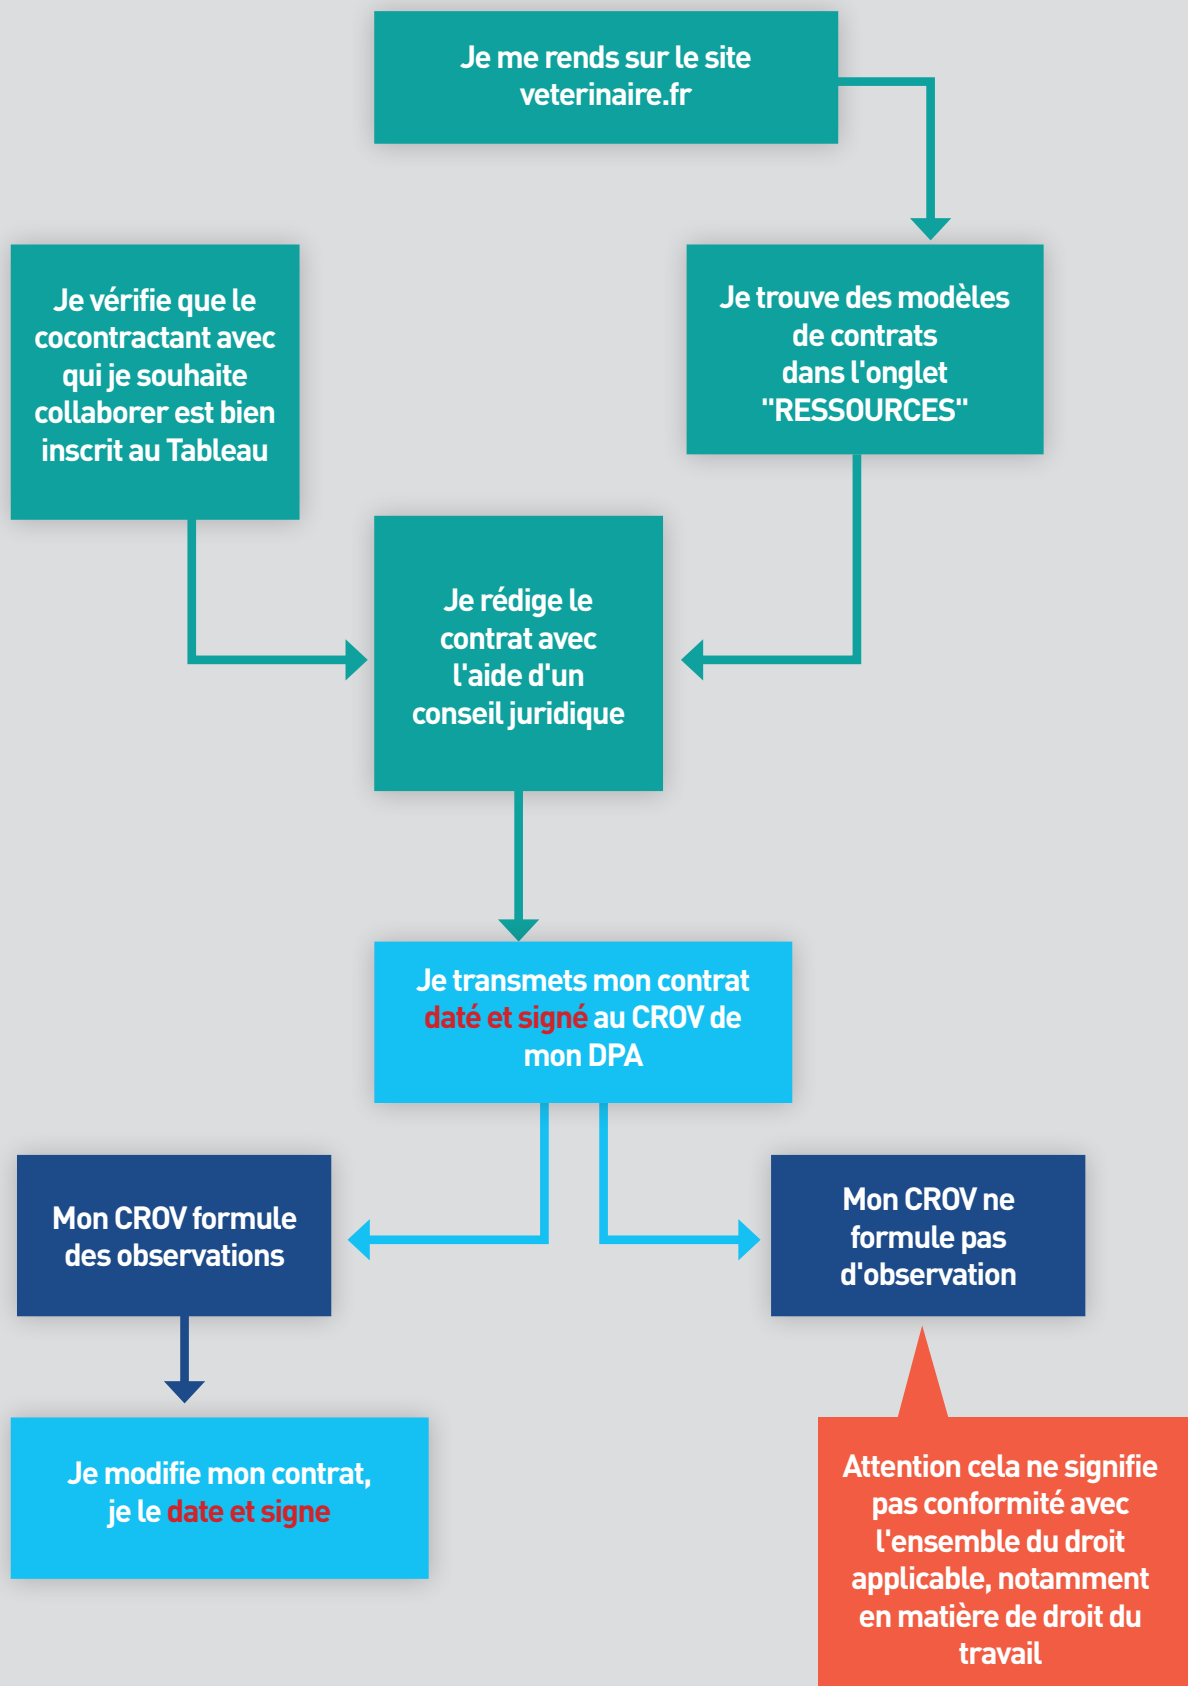 Je me rends sur le site
veterinaire.fr
Je vérifie que le
cocontractant avec
qui je souhaite
collaborer est bien
inscrit au Tableau
Je trouve des modèles
de contrats
dans l'onglet
"RESSOURCES"
Je rédige le
contrat avec
l'aide d'un
conseil juridique
Je transmets mon contrat
daté et signé au CROV de
mon DPA
Mon CROV formule
des observations
Mon CROV ne
formule pas
d'observation
Je modifie mon contrat,
je le date et signe
Attention cela ne signifie
pas conformité avec
l'ensemble du droit
applicable, notamment
en matière de droit du
travail